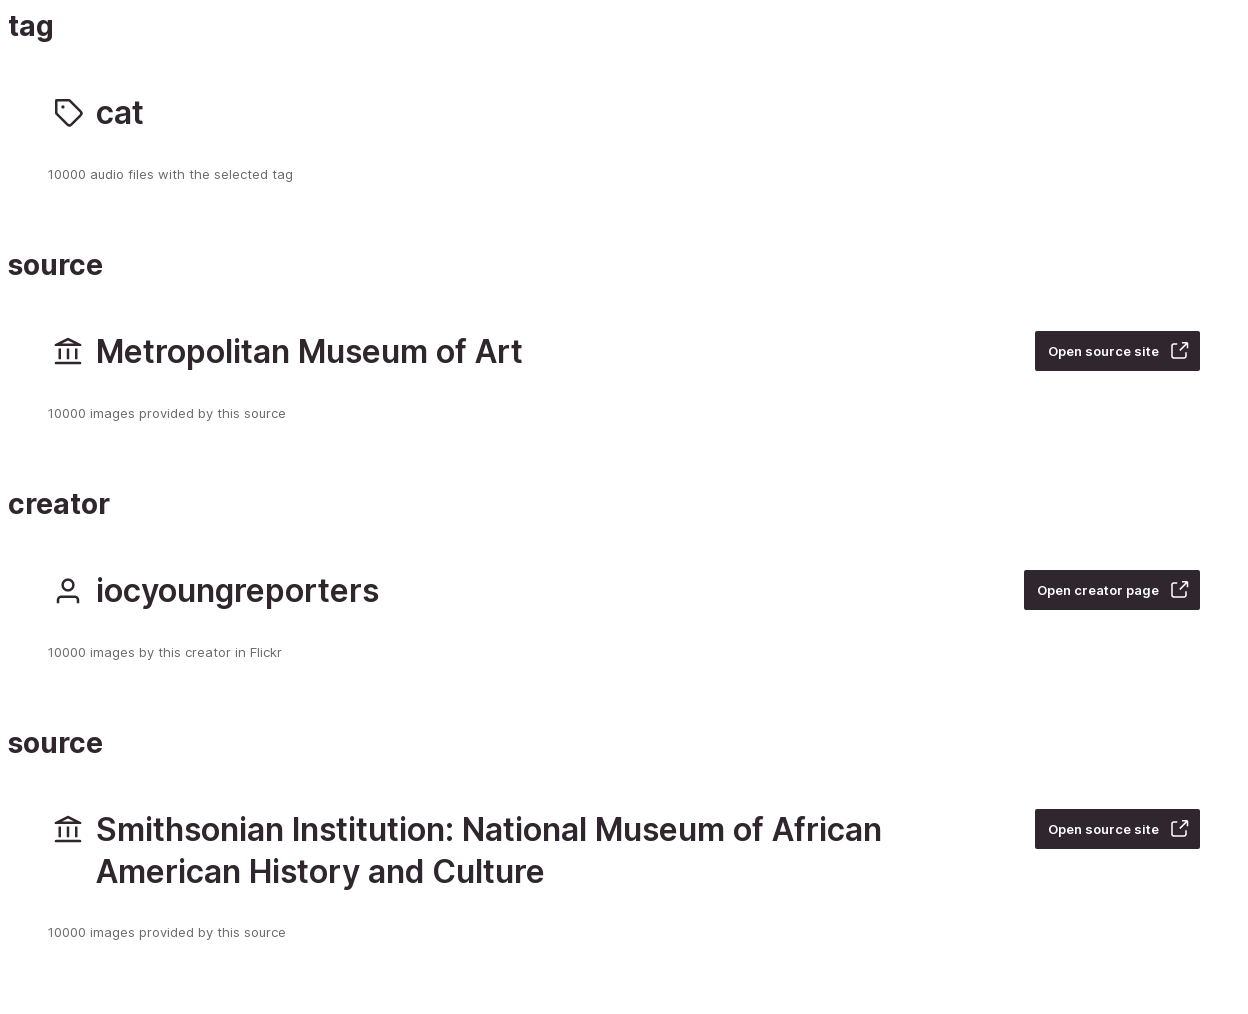 tag
cat
10000 audio files with the selected tag
source
Metropolitan Museum of Art
Open source site
10000 images provided by this source
creator
iocyoungreporters
Open creator page
10000 images by this creator in Flickr
source
Smithsonian Institution: National Museum of African
American History and Culture
Open source site
10000 images provided by this source